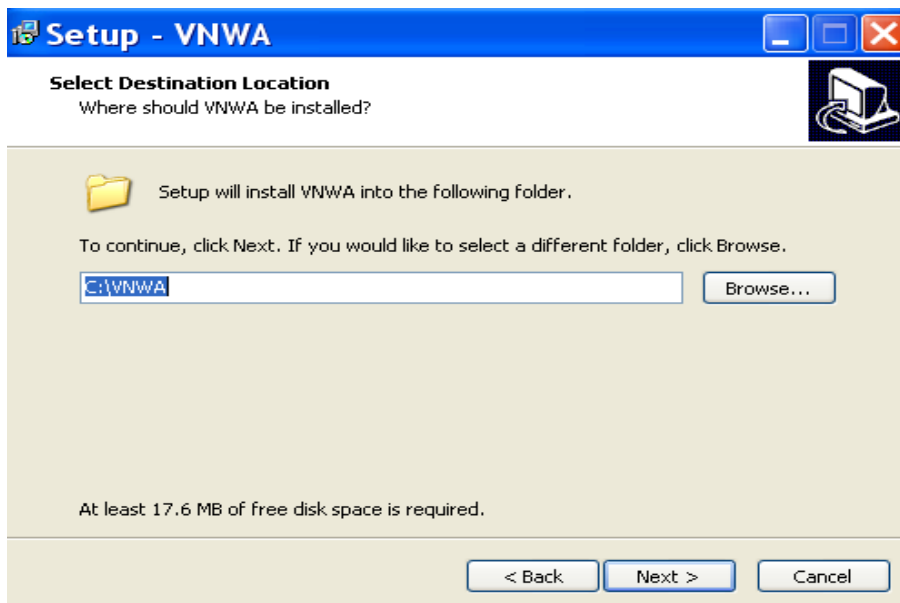 Setup - VNWA
Select Destination Location
Where should VNWA be installed?
Setup will install VNWA into the following folder.
To continue, click Next. If you would like to select a different folder, click Browse.
C:\VNWA
Browse...
At least 17.6 MB of free disk space is required.
< Back
Next >
Cancel